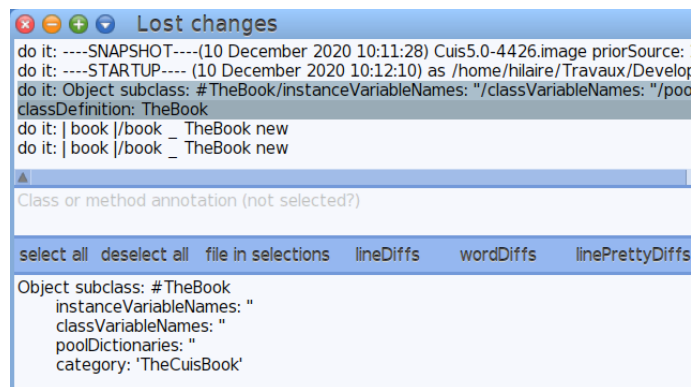 Lost changes
do it: ----SNAPSHOT----(10 December 2020 10:11:28) Cuis5.0-4426.image priorSource:
do it: ----STARTUP---- (10 December 2020 10:12:10) as /home/hilaire/Travaux/Develop
do it: Object subclass: #TheBook/instanceVariableNames: ''/classVariableNames: ''/poo
classDefinition: TheBook
do it: | book |/book _ TheBook new
do it: | book |/book _ TheBook new
Class or method annotation (not selected?)
select all deselect all file in selections lineDiffs wordDiffs linePrettyDiffs
Object subclass: #TheBook
instanceVariableNames: ''
classVariableNames: ''
poolDictionaries: ''
category: 'TheCuisBook'